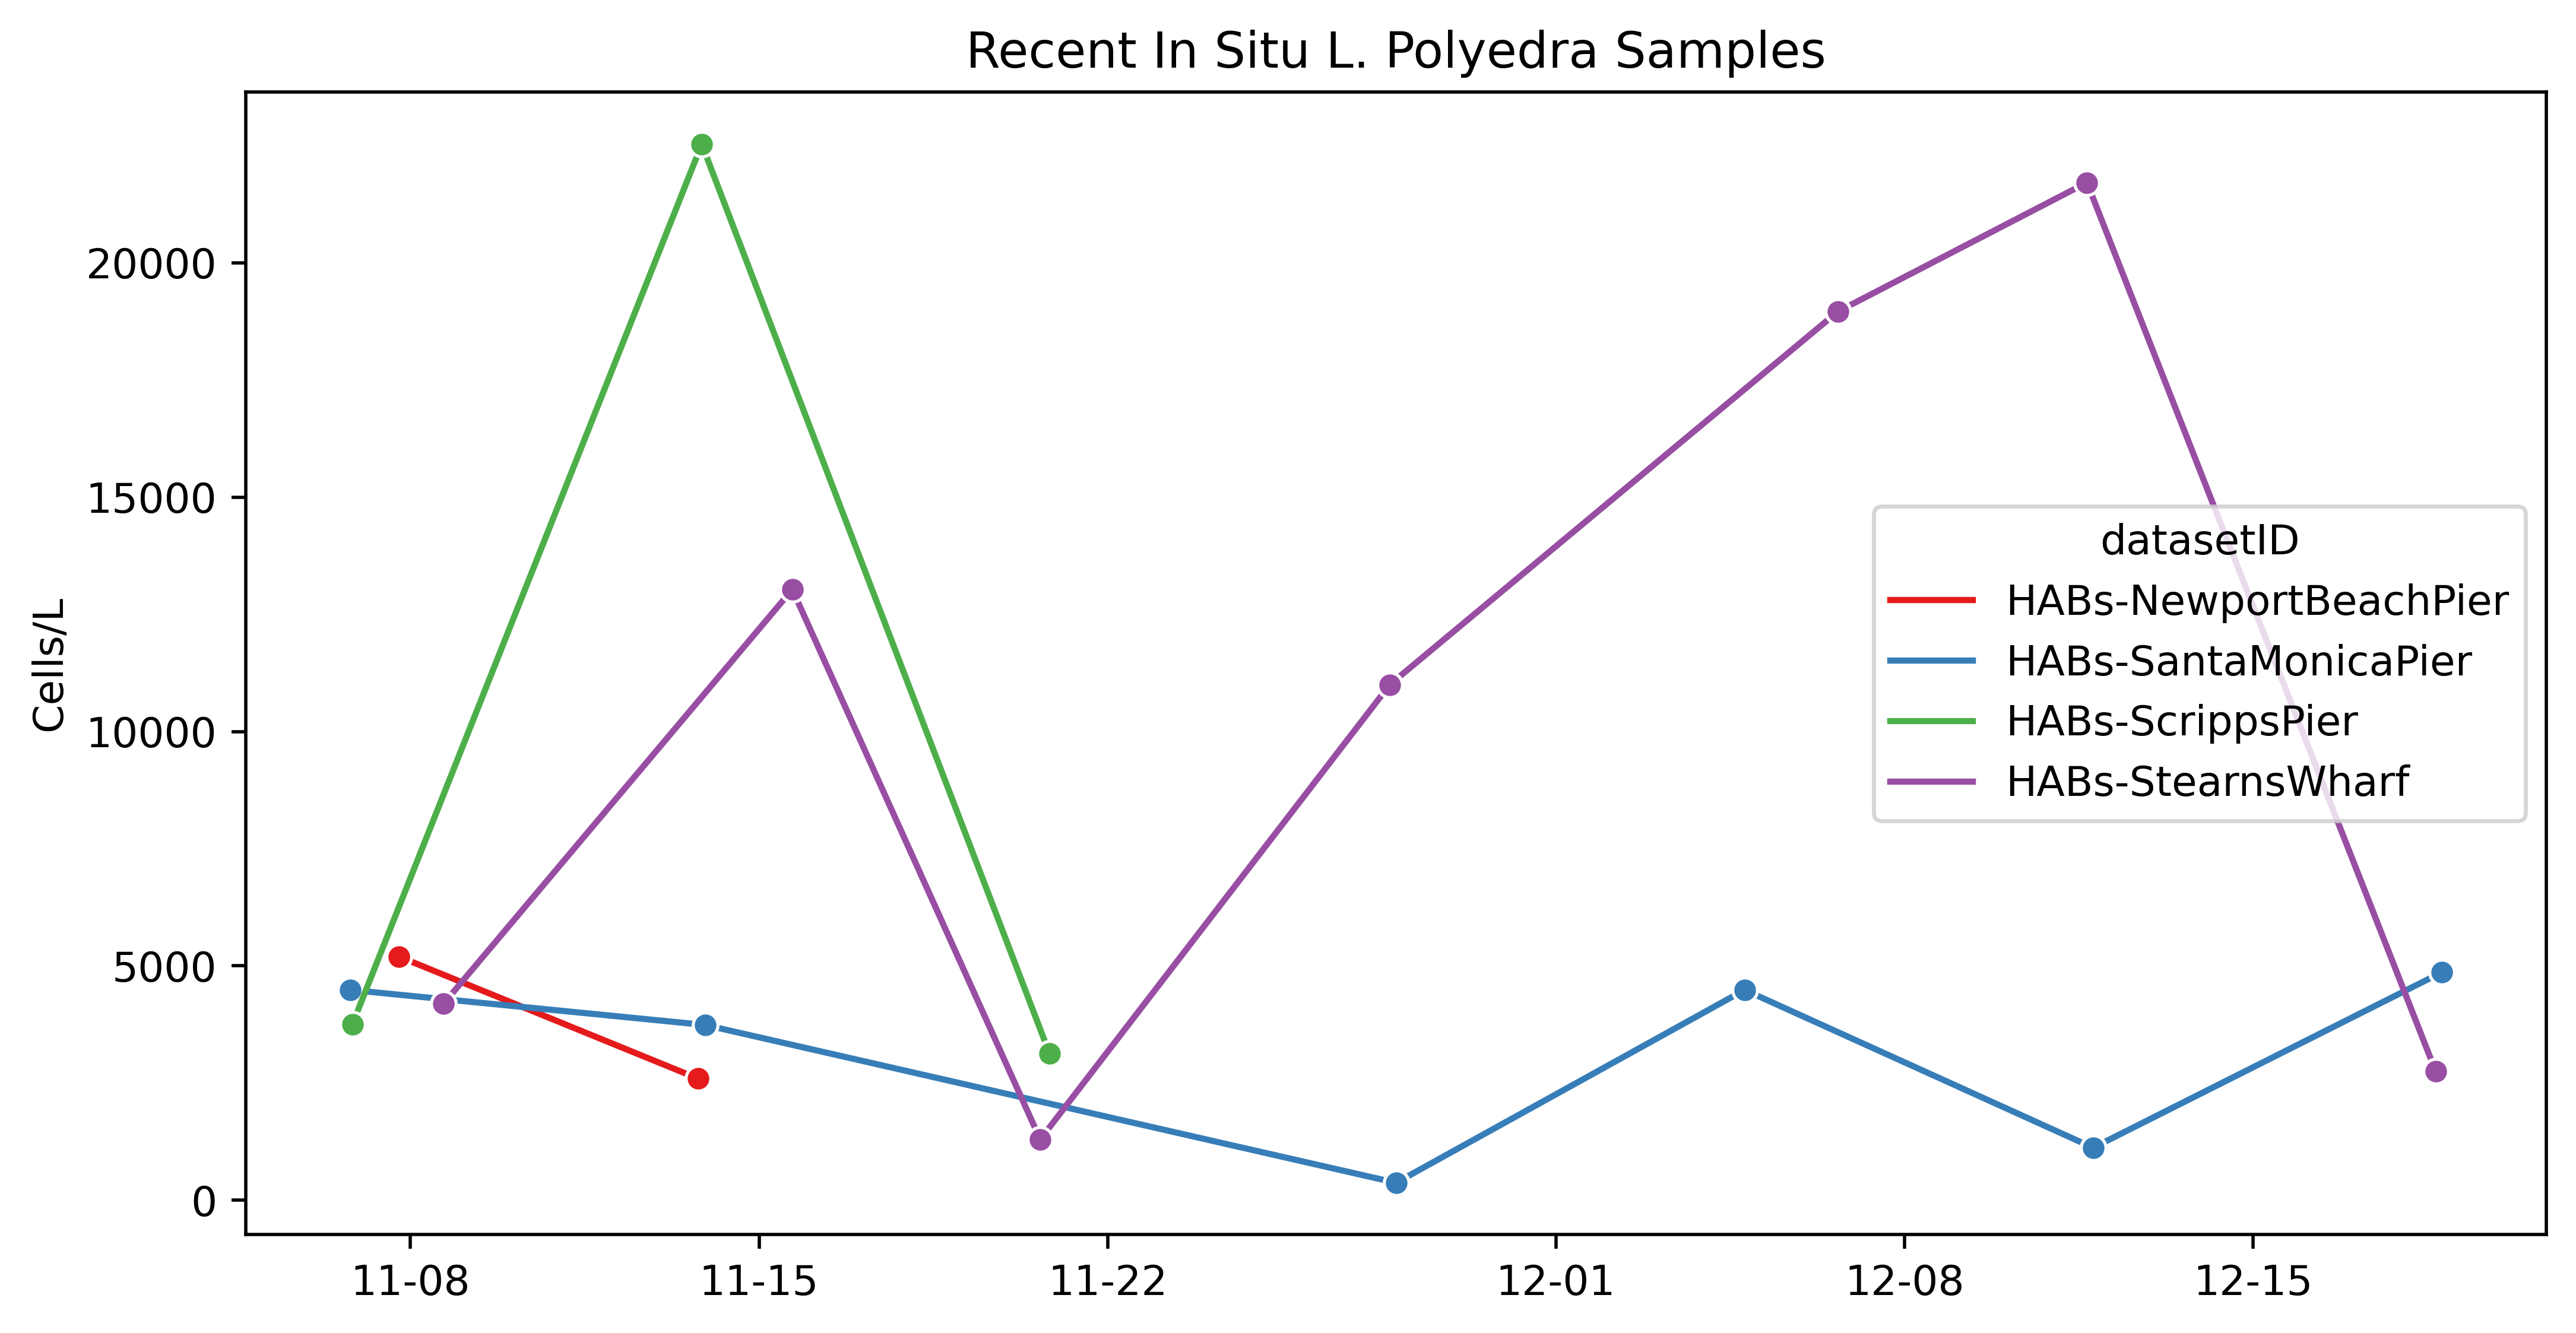 Recent In Situ L. Polyedra Samples
Cells/L
20000
15000
10000
5000
0
datasetID
HABs-NewportBeachPier
HABs-SantaMonicaPier
HABs-ScrippsPier
HABs-StearnsWharf
11-08
11-15
11-22
12-01
12-08
12-15